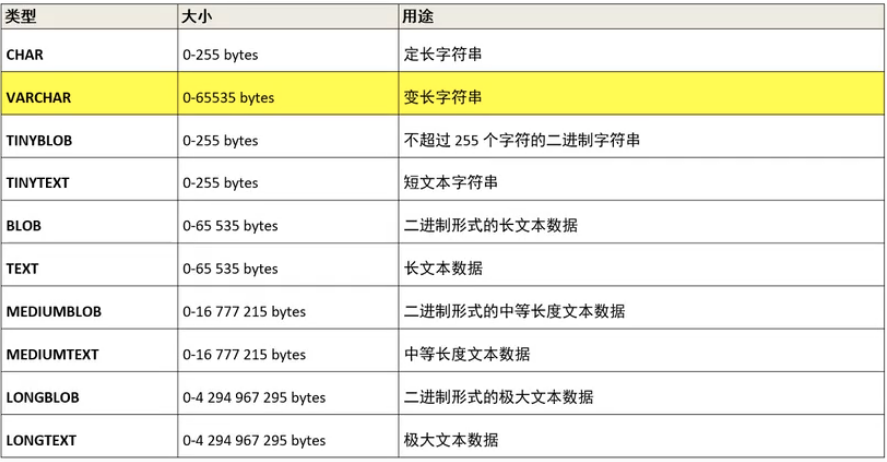 类型 大小 用途
CHAR 0-255 bytes 定长字符串
VARCHAR 0-65535 bytes 变长字符串
TINYBLOB 0-255 bytes 不超过 255 个字符的二进制字符串
TINYTEXT 0-255 bytes 短文本字符串
BLOB 0-65 535 bytes 二进制形式的长文本数据
TEXT 0-65 535 bytes 长文本数据
MEDIUMBLOB 0-16 777 215 bytes 二进制形式的中等长度文本数据
MEDIUMTEXT 0-16 777 215 bytes 中等长度文本数据
LONGBLOB 0-4 294 967 295 bytes 二进制形式的极大文本数据
LONGTEXT 0-4 294 967 295 bytes 极大文本数据